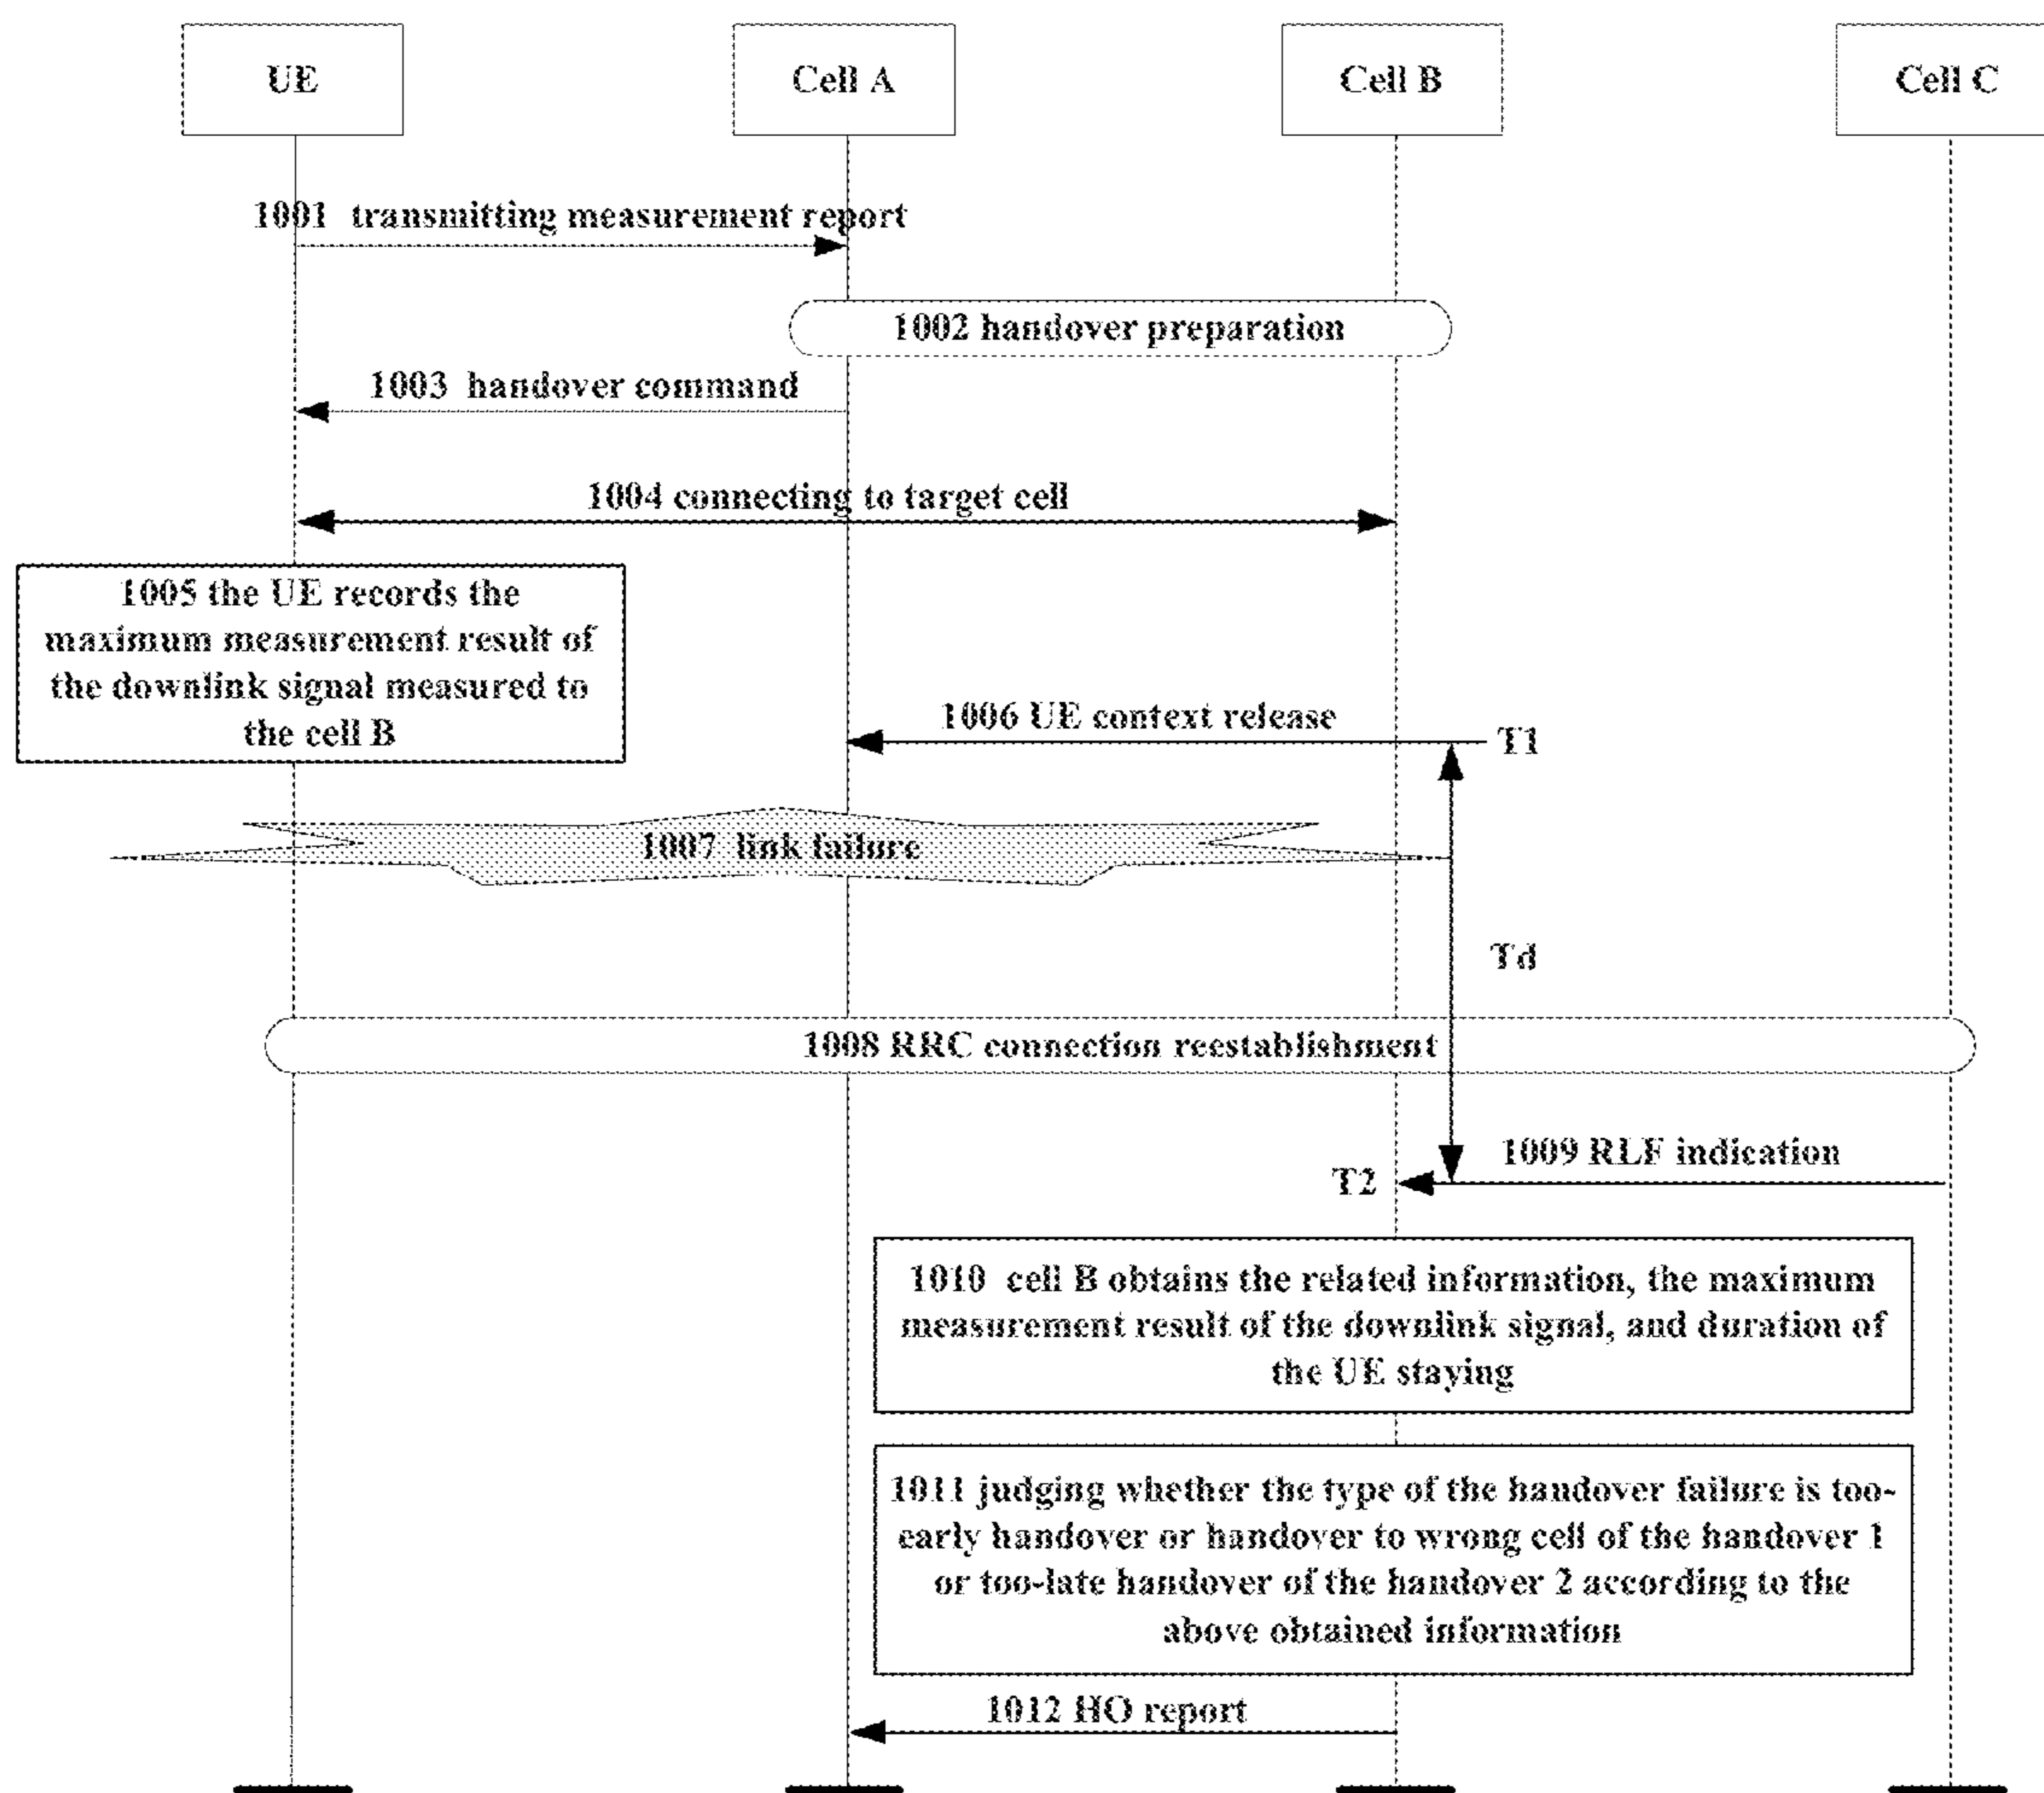 UE
Cell A
Cell B
Cell C
1001 transmitting measurement report
1002 handover preparation
1003 handover command
1004 connecting to target cell
1005 the UE records the
maximum measurement result of
the downlink signal measured to
the cell B
1006 UE context release
T1
1007 link failure
Td
1008 RRC connection reestablishment
1009 RLF indication
T2
1010 cell B obtains the related information, the maximum
measurement result of the downlink signal, and duration of
the UE staying
1011 judging whether the type of the handover failure is too-
early handover or handover to wrong cell of the handover 1
or too-late handover of the handover 2 according to the
above obtained information
1012 HO report